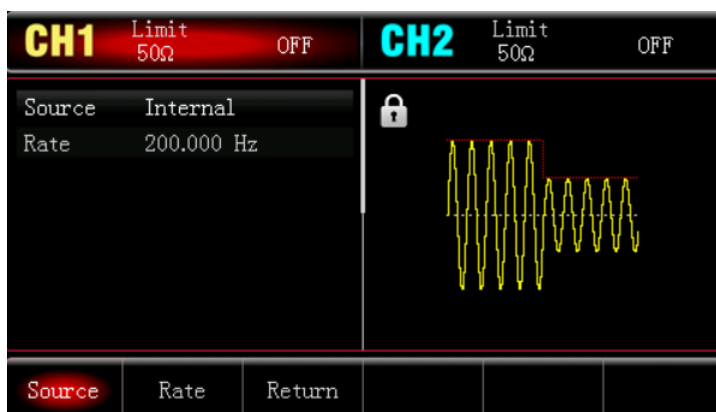 CH1 Limit 50Ω OFF
CH2 Limit 50Ω OFF
Source Internal
Rate 200.000 Hz
Source Rate Return